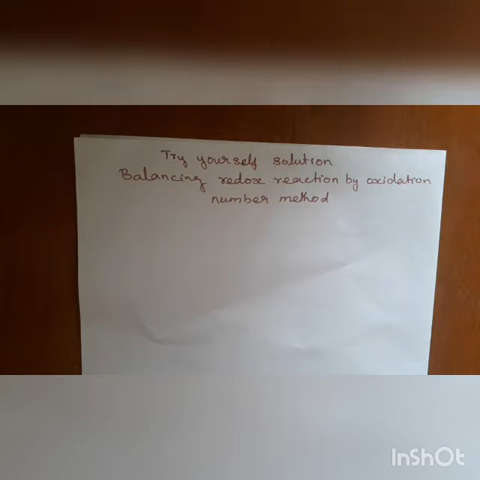 Try yourself solution
Balancing redox reaction by oxidation
number method
InShOt